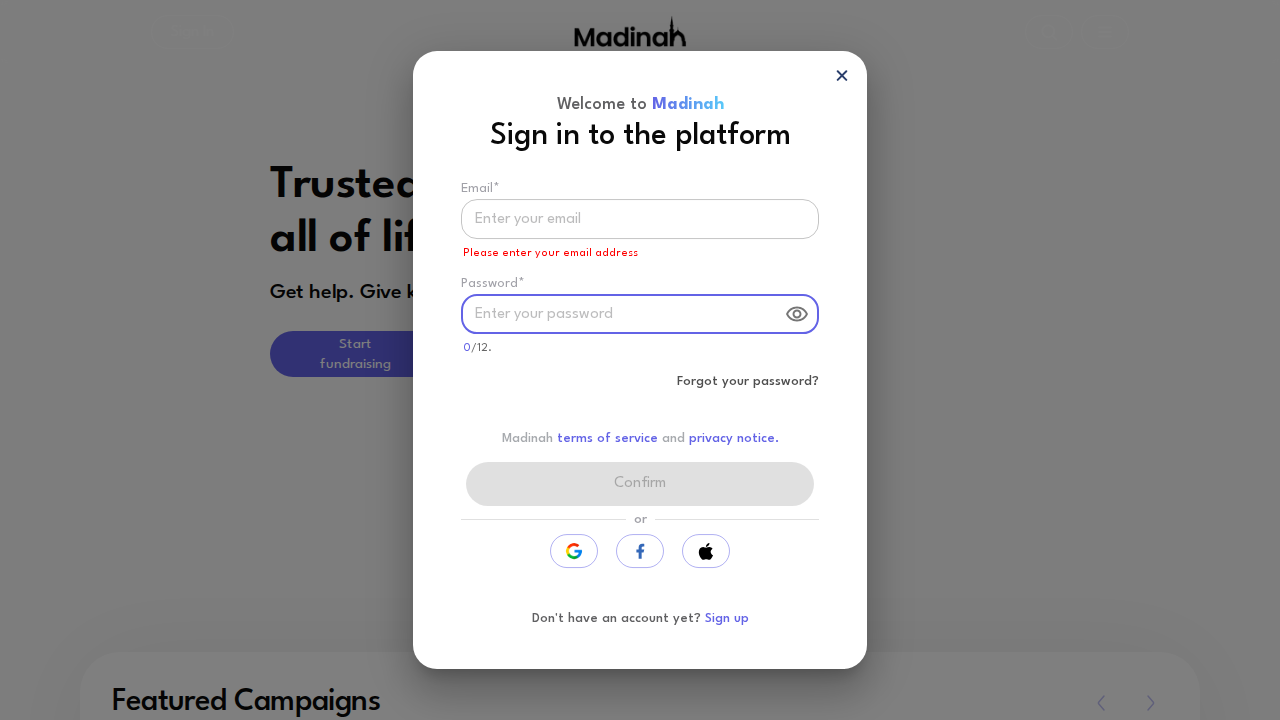 Madinah
Welcome to Madinah
Sign in to the platform
Email*
Enter your email
Please enter your email address
Password*
Enter your password
0/12.
Forgot your password?
Madinah terms of service and privacy notice.
Confirm
or
Don't have an account yet? Sign up
Trusted
all of lif
Get help. Give k
Start
fundraising
Featured Campaigns